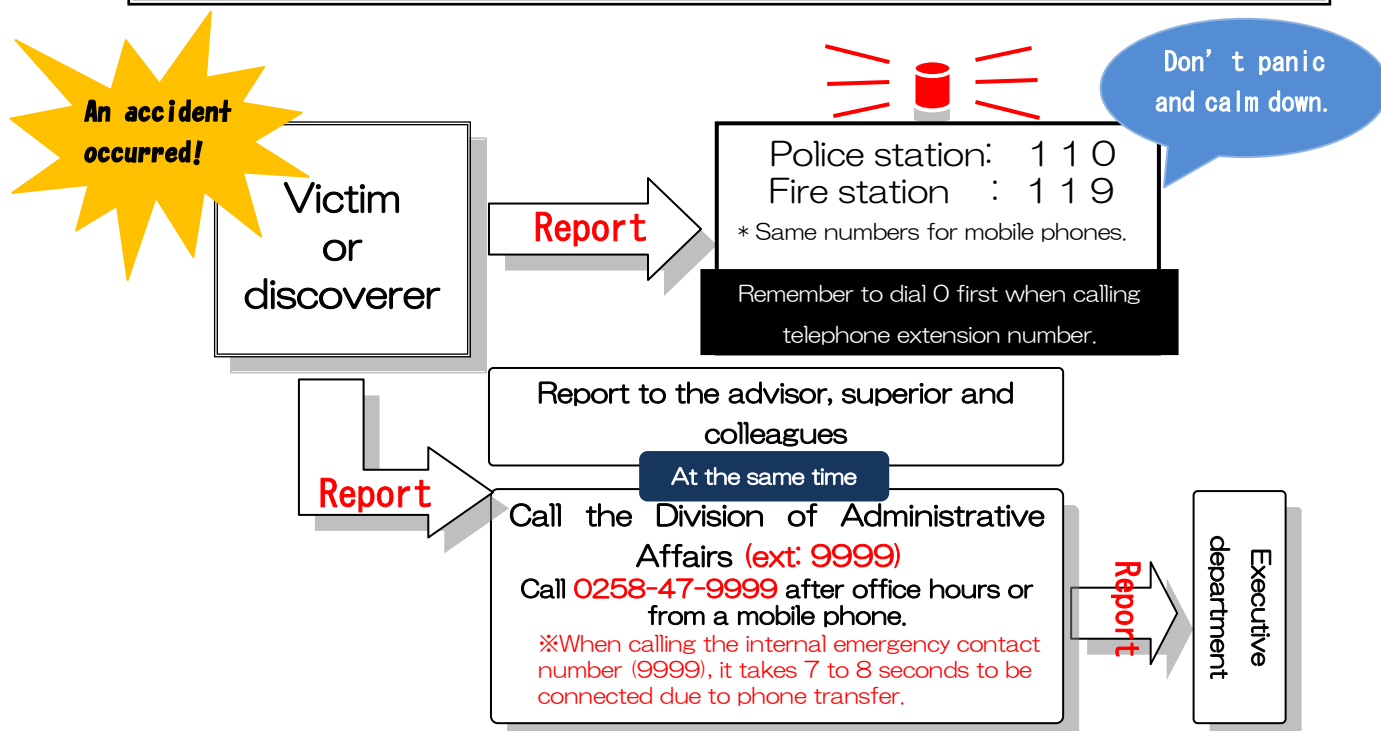 An accident
occurred!
Victim
or
discoverer
Report
Police station: 110
Fire station : 119
* Same numbers for mobile phones.
Remember to dial 0 first when calling
telephone extension number.
Don't panic
and calm down.
Report
Report to the advisor, superior and
colleagues
At the same time
Call the Division of Administrative
Affairs (ext: 9999)
Call 0258-47-9999 after office hours or
from a mobile phone.
※When calling the internal emergency contact
number (9999), it takes 7 to 8 seconds to be
connected due to phone transfer.
Report
Executive
department